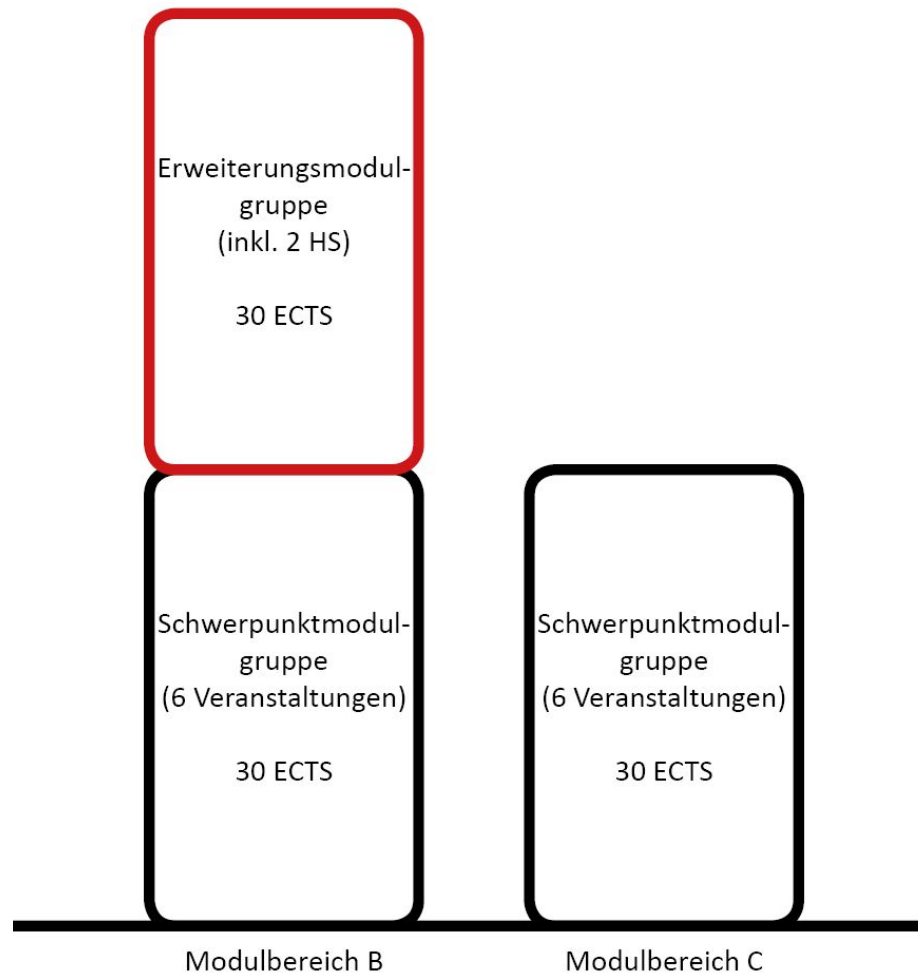 Erweiterungsmodul-
gruppe
(inkl. 2 HS)
30 ECTS
Schwerpunktmodul-
gruppe
(6 Veranstaltungen)
30 ECTS
Schwerpunktmodul-
gruppe
(6 Veranstaltungen)
30 ECTS
Modulbereich B
Modulbereich C